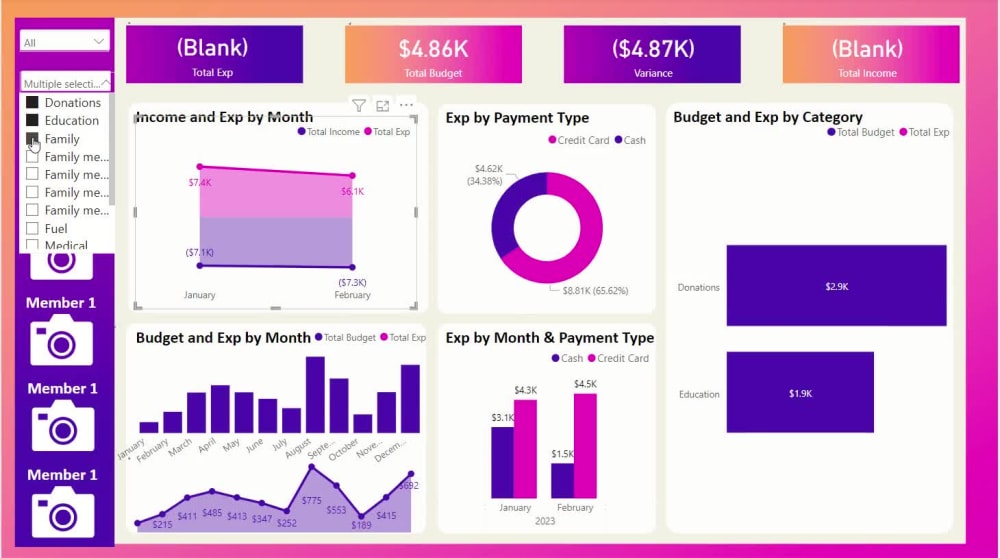 All
Multiple selecti...
Donations
Education
Family
Family me...
Family me...
Family me...
Family me...
Fuel
Medical
Member 1
Member 1
Member 1
(Blank)
Total Exp
$4.86K
Total Budget
($4.87K)
Variance
(Blank)
Total Income
Income and Exp by Month
Total Income Total Exp
$7.4K
$6.1K
($7.1K)
($7.3K)
January February
Exp by Payment Type
Credit Card Cash
$4.62K
(34.38%)
$8.81K (65.62%)
Budget and Exp by Category
Total Budget Total Exp
Donations $2.9K
Education $1.9K
Budget and Exp by Month Total Budget Total Exp
January February March April May June July August Septe... October Nove... Decem...
$215 $411 $485 $413 $347 $252 $775 $553 $189 $415 $692
Exp by Month & Payment Type
Cash Credit Card
$3.1K $4.3K $1.5K $4.5K
January February
2023